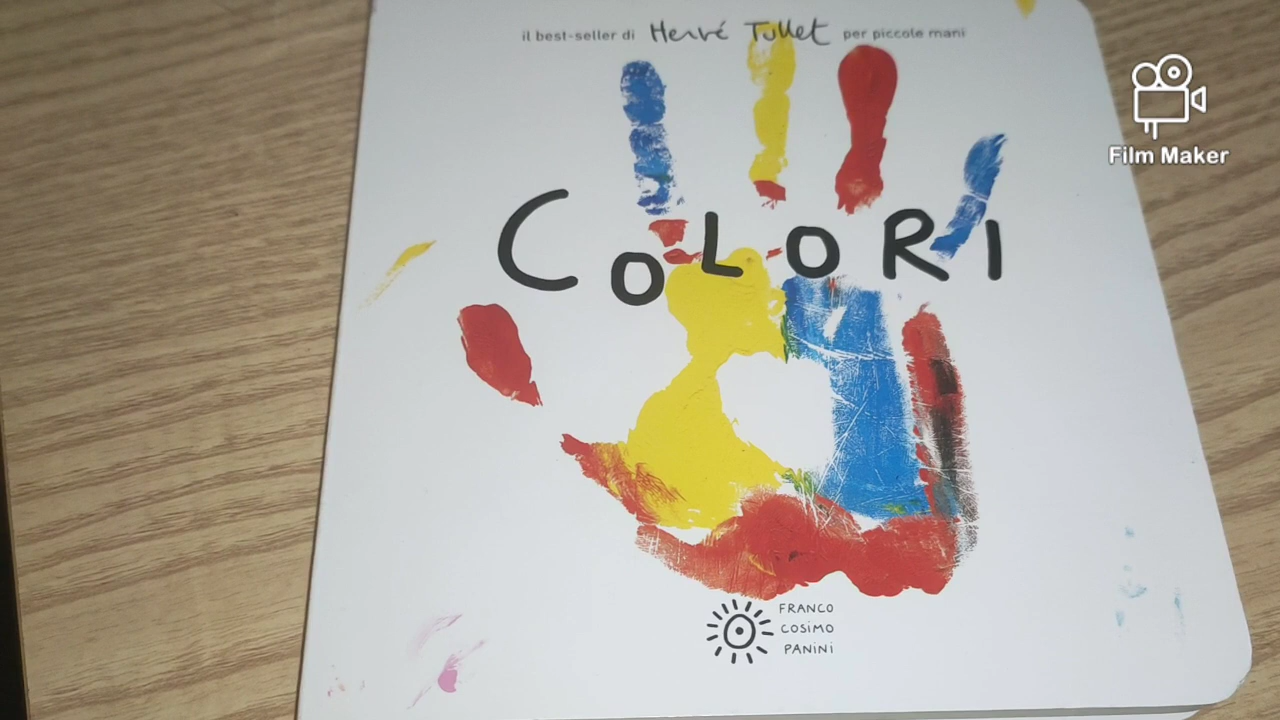 il best-seller di Hervé Tullet per piccole mani
COLORI
FRANCO
COSiMO
PANiNi
Film Maker